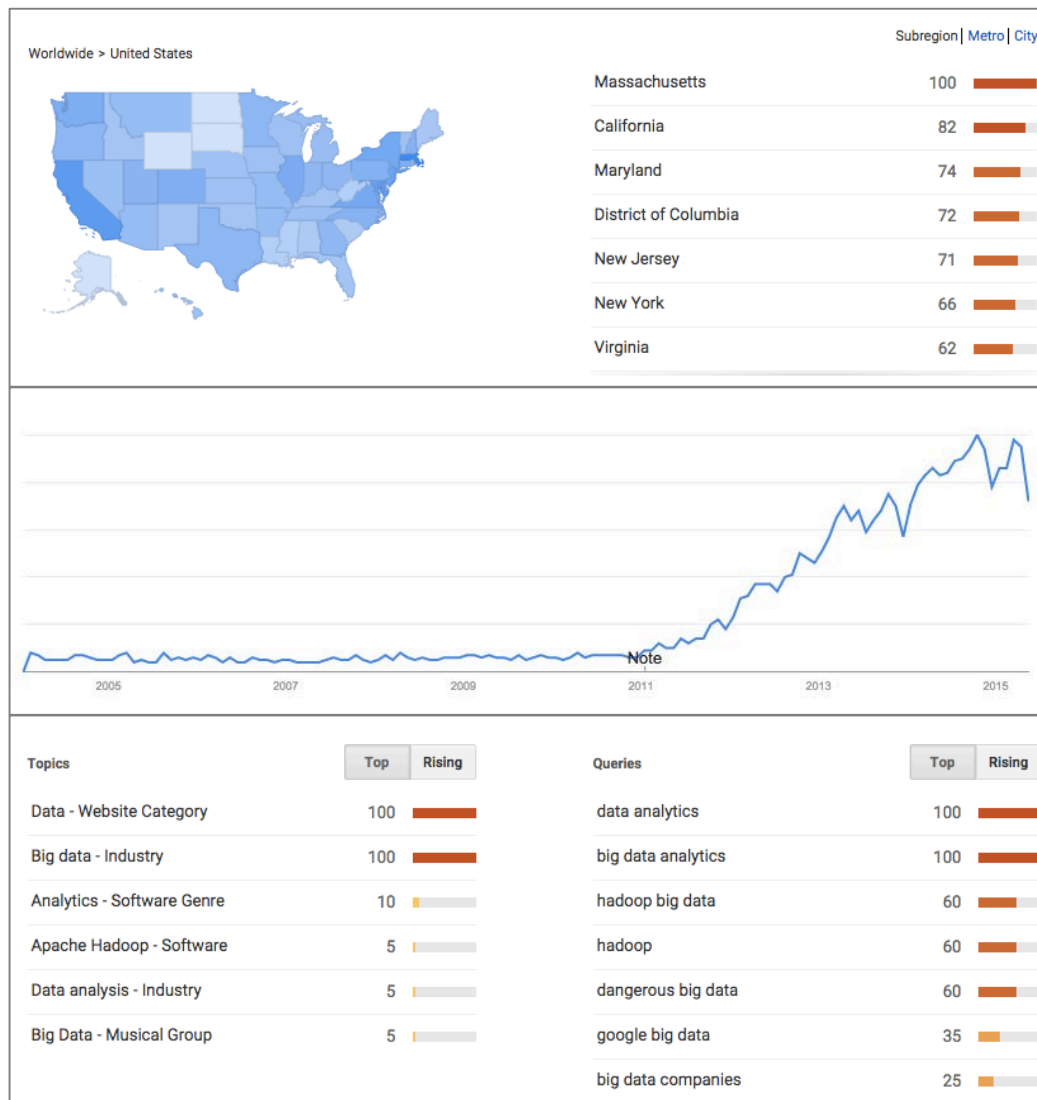 Subregion | Metro | City
Worldwide > United States
Massachusetts 100
California 82
Maryland 74
District of Columbia 72
New Jersey 71
New York 66
Virginia 62
Note
2005 2007 2009 2011 2013 2015
Topics Top Rising Queries Top Rising
Data - Website Category 100 data analytics 100
Big data - Industry 100 big data analytics 100
Analytics - Software Genre 10 hadoop big data 60
Apache Hadoop - Software 5 hadoop 60
Data analysis - Industry 5 dangerous big data 60
Big Data - Musical Group 5 google big data 35
big data companies 25